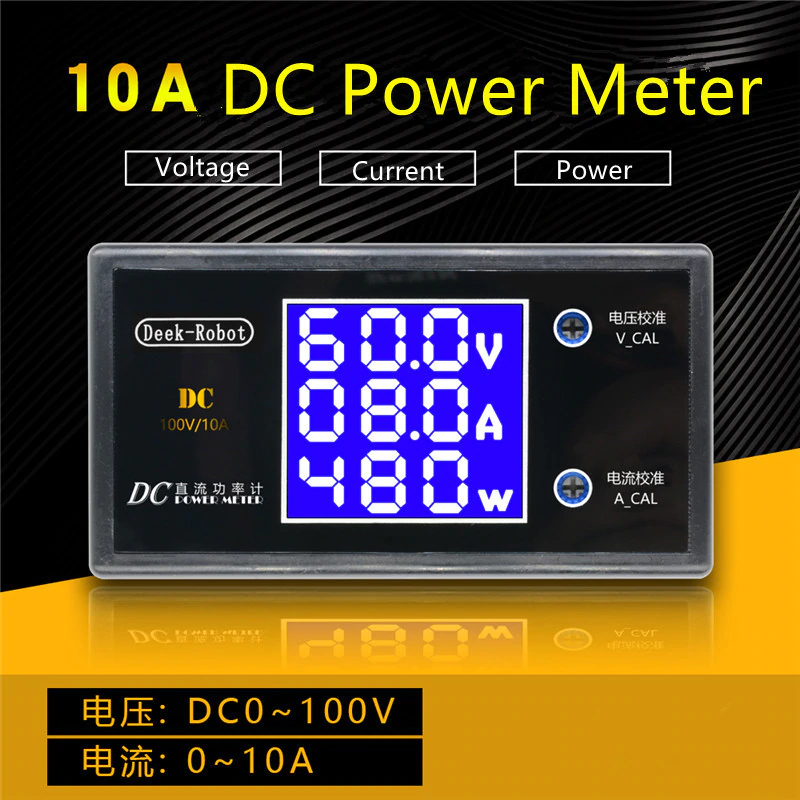 10A DC Power Meter
Voltage
Current
Power
Deek-Robot
DC
100V/10A
DC 直流功率计
POWER METER
60.0V
08.0A
480W
电压校准
V_CAL
电流校准
A_CAL
电压: DC0~100V
电流: 0~10A